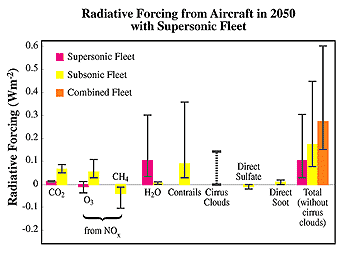 Radiative Forcing from Aircraft in 2050
with Supersonic Fleet
Radiative Forcing (Wm-2)
0.6
0.5
0.4
0.3
0.2
0.1
0
-0.1
-0.2
Supersonic Fleet
Subsonic Fleet
Combined Fleet
CO2
O3
CH4
from NOx
H2O
Contrails
Cirrus
Clouds
Direct
Sulfate
Direct
Soot
Total
(without
cirrus
clouds)